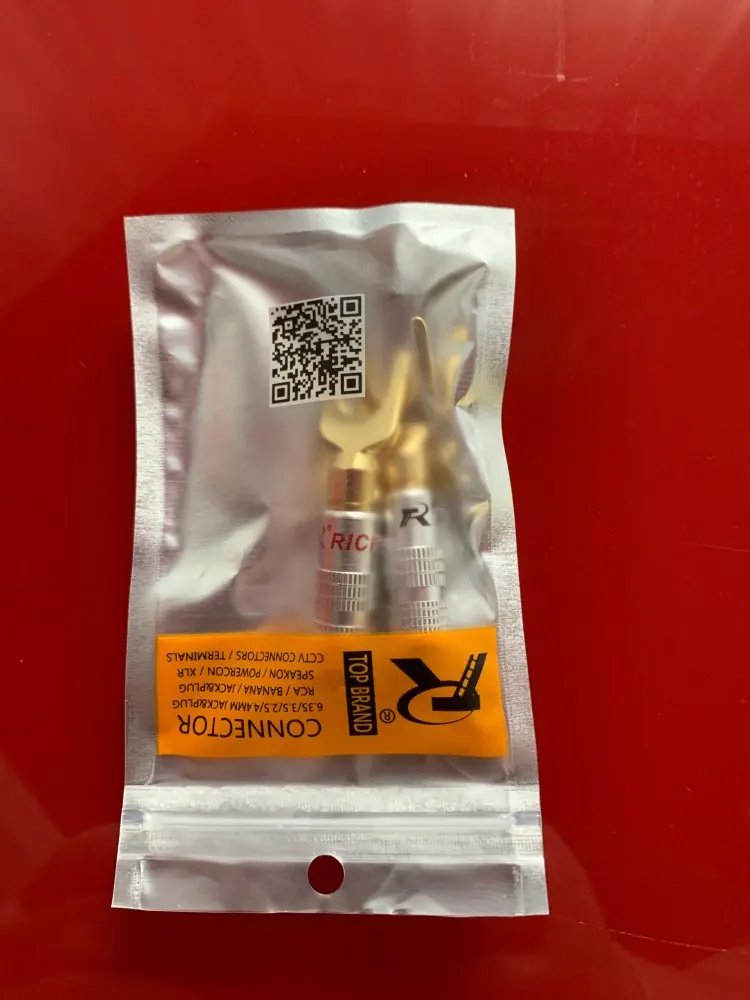 R
RICH
CONNECTOR
6.35/3.5/2.5/4.4MM JACK&PLUG
RCA / BANANA / JACK&PLUG
SPEAKON / POWERCON / XLR
CCTV CONNECTORS / TERMINALS
TOP BRAND
®
R